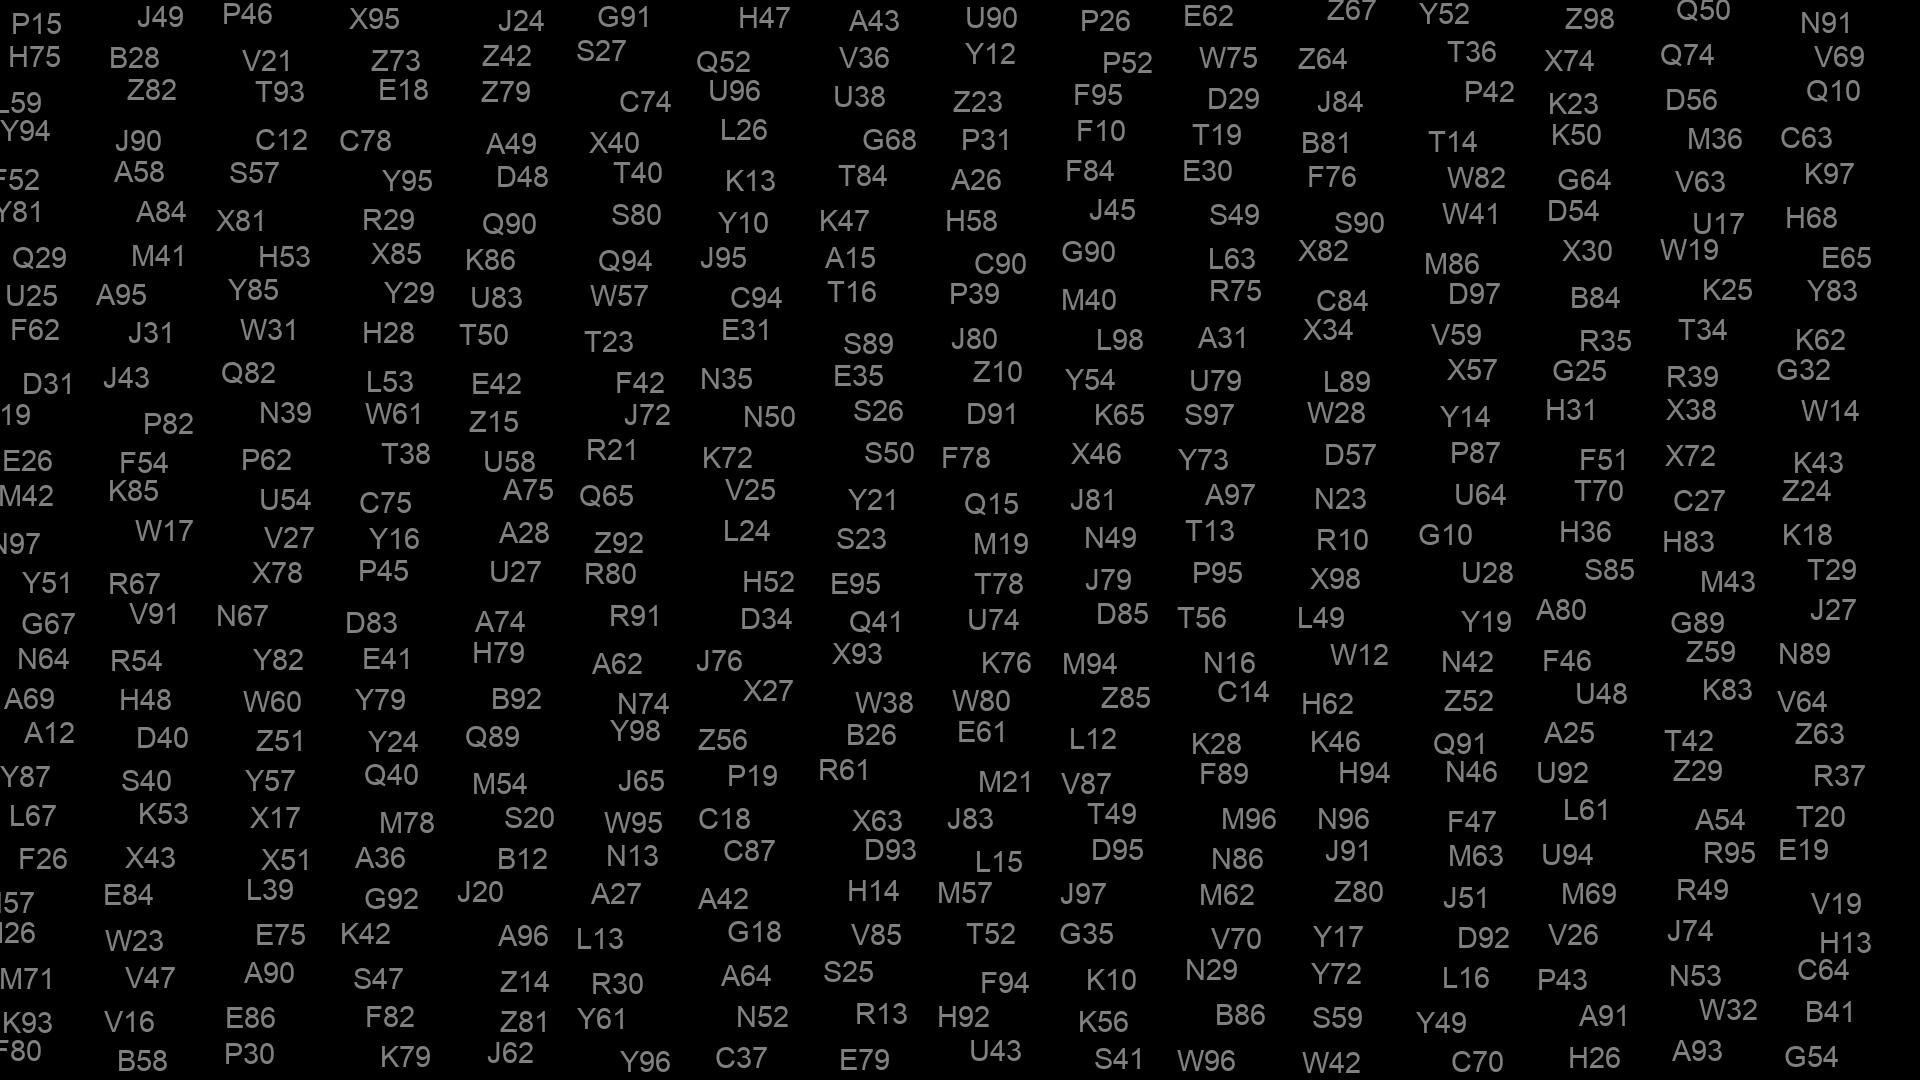 P15 J49 P46 X95 J24 G91 H47 A43 U90 P26 E62 Z67 Y52 Z98 Q50 N91
H75 B28 V21 Z73 Z42 S27 Q52 V36 Y12 P52 W75 Z64 T36 X74 Q74 V69
L59 Z82 T93 E18 Z79 C74 U96 U38 Z23 F95 D29 J84 P42 K23 D56 Q10
Y94 J90 C12 C78 A49 X40 L26 G68 P31 F10 T19 B81 T14 K50 M36 C63
F52 A58 S57 Y95 D48 T40 K13 T84 A26 F84 E30 F76 W82 G64 V63 K97
Y81 A84 X81 R29 Q90 S80 Y10 K47 H58 J45 S49 S90 W41 D54 U17 H68
Q29 M41 H53 X85 K86 Q94 J95 A15 C90 G90 L63 X82 M86 X30 W19 E65
U25 A95 Y85 Y29 U83 W57 C94 T16 P39 M40 R75 C84 D97 B84 K25 Y83
F62 J31 W31 H28 T50 T23 E31 S89 J80 L98 A31 X34 V59 R35 T34 K62
D31 J43 Q82 L53 E42 F42 N35 E35 Z10 Y54 U79 L89 X57 G25 R39 G32
19 P82 N39 W61 Z15 J72 N50 S26 D91 K65 S97 W28 Y14 H31 X38 W14
E26 F54 P62 T38 U58 R21 K72 S50 F78 X46 Y73 D57 P87 F51 X72 K43
M42 K85 U54 C75 A75 Q65 V25 Y21 Q15 J81 A97 N23 U64 T70 C27 Z24
N97 W17 V27 Y16 A28 Z92 L24 S23 M19 N49 T13 R10 G10 H36 H83 K18
Y51 R67 X78 P45 U27 R80 H52 E95 T78 J79 P95 X98 U28 S85 M43 T29
G67 V91 N67 D83 A74 R91 D34 Q41 U74 D85 T56 L49 Y19 A80 G89 J27
N64 R54 Y82 E41 H79 A62 J76 X93 K76 M94 N16 W12 N42 F46 Z59 N89
A69 H48 W60 Y79 B92 N74 X27 W38 W80 Z85 C14 H62 Z52 U48 K83 V64
A12 D40 Z51 Y24 Q89 Y98 Z56 B26 E61 L12 K28 K46 Q91 A25 T42 Z63
Y87 S40 Y57 Q40 M54 J65 P19 R61 M21 V87 F89 H94 N46 U92 Z29 R37
L67 K53 X17 M78 S20 W95 C18 X63 J83 T49 M96 N96 F47 L61 A54 T20
F26 X43 X51 A36 B12 N13 C87 D93 L15 D95 N86 J91 M63 U94 R95 E19
57 E84 L39 G92 J20 A27 A42 H14 M57 J97 M62 Z80 J51 M69 R49 V19
26 W23 E75 K42 A96 L13 G18 V85 T52 G35 V70 Y17 D92 V26 J74 H13
M71 V47 A90 S47 Z14 R30 A64 S25 F94 K10 N29 Y72 L16 P43 N53 C64
K93 V16 E86 F82 Z81 Y61 N52 R13 H92 K56 B86 S59 Y49 A91 W32 B41
F80 B58 P30 K79 J62 Y96 C37 E79 U43 S41 W96 W42 C70 H26 A93 G54